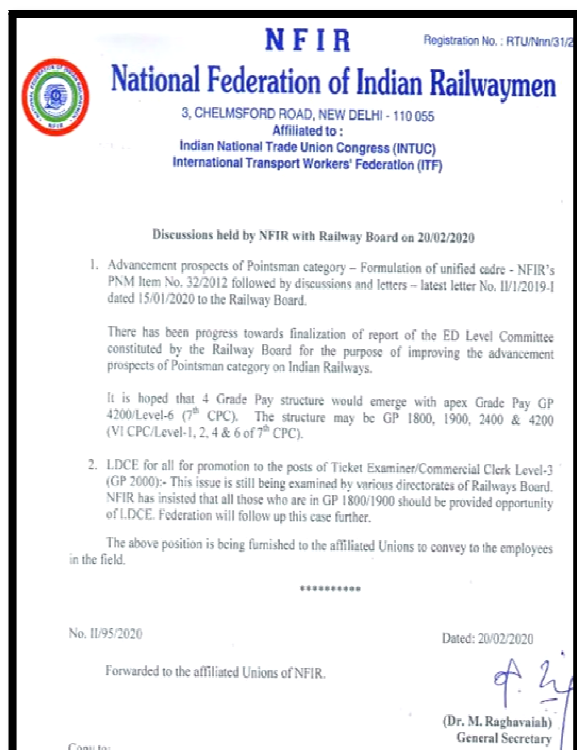 N F I R
Registration No. : RTU/Nnn/31/2
National Federation of Indian Railwaymen
3, CHELMSFORD ROAD, NEW DELHI - 110 055
Affiliated to :
Indian National Trade Union Congress (INTUC)
International Transport Workers' Federation (ITF)
Discussions held by NFIR with Railway Board on 20/02/2020
1. Advancement prospects of Pointsman category – Formulation of unified cadre - NFIR's
PNM Item No. 32/2012 followed by discussions and letters – latest letter No. II/1/2019-I
dated 15/01/2020 to the Railway Board.
There has been progress towards finalization of report of the ED Level Committee
constituted by the Railway Board for the purpose of improving the advancement
prospects of Pointsman category on Indian Railways.
It is hoped that 4 Grade Pay structure would emerge with apex Grade Pay GP
4200/Level-6 (7th CPC). The structure may be GP 1800, 1900, 2400 & 4200
(VI CPC/Level-1, 2, 4 & 6 of 7th CPC).
2. LDCE for all for promotion to the posts of Ticket Examiner/Commercial Clerk Level-3
(GP 2000):- This issue is still being examined by various directorates of Railways Board.
NFIR has insisted that all those who are in GP 1800/1900 should be provided opportunity
of LDCE. Federation will follow up this case further.
The above position is being furnished to the affiliated Unions to convey to the employees
in the field.
**********
No. II/95/2020
Dated: 20/02/2020
Forwarded to the affiliated Unions of NFIR.
(Dr. M. Raghavaiah)
General Secretary
Copy to: